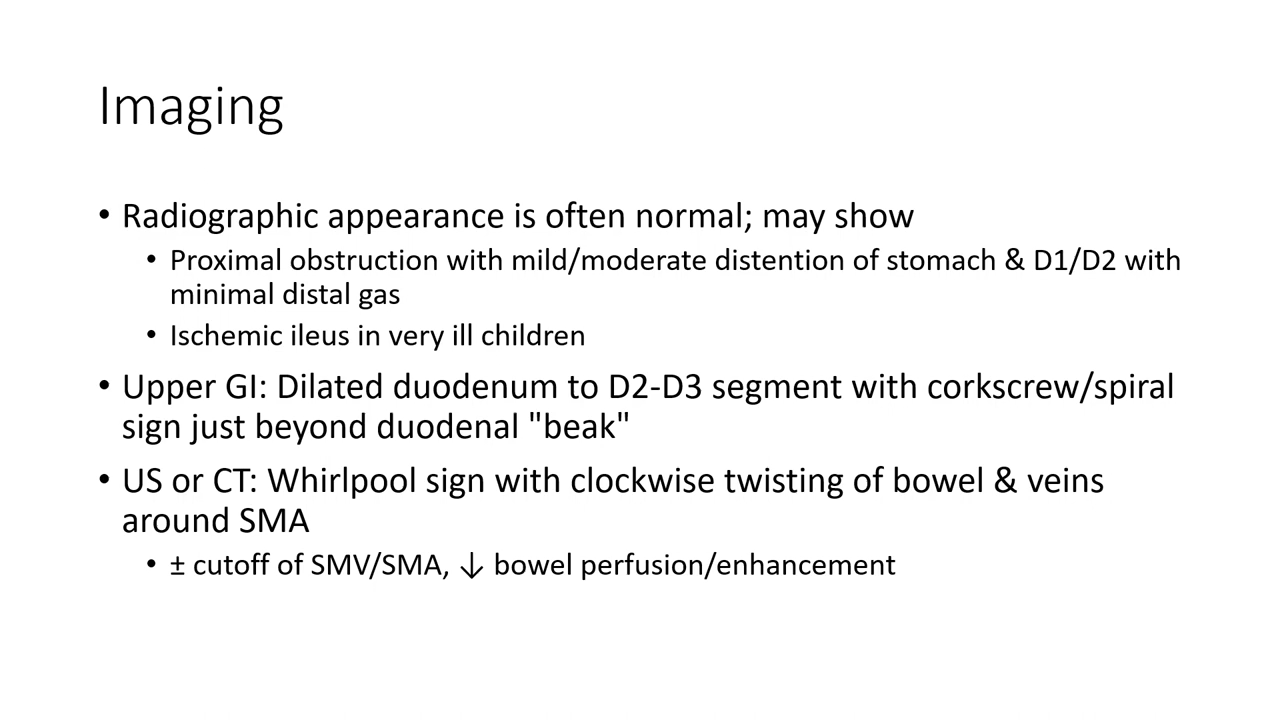 Imaging
• Radiographic appearance is often normal; may show
• Proximal obstruction with mild/moderate distention of stomach & D1/D2 with
minimal distal gas
• Ischemic ileus in very ill children
• Upper GI: Dilated duodenum to D2-D3 segment with corkscrew/spiral
sign just beyond duodenal "beak"
• US or CT: Whirlpool sign with clockwise twisting of bowel & veins
around SMA
• ± cutoff of SMV/SMA, ↓ bowel perfusion/enhancement